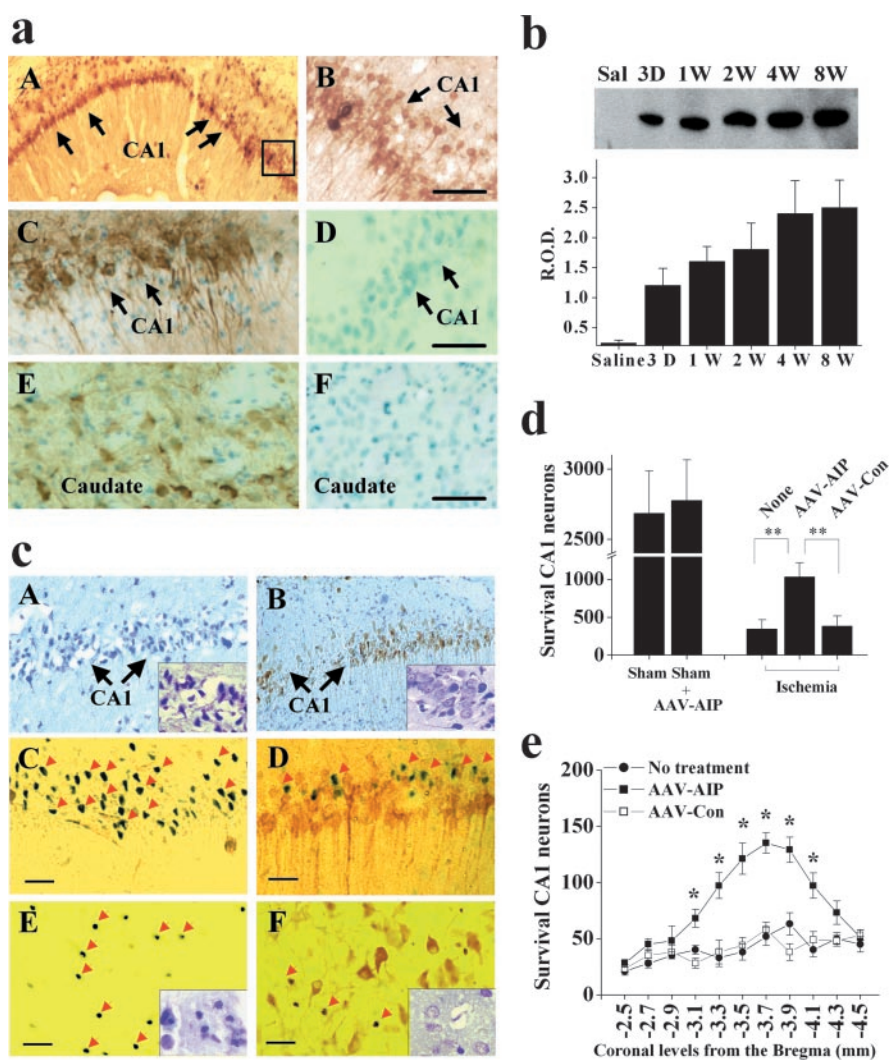 a
A
CA1
B
CA1
C
CA1
D
CA1
E
Caudate
F
Caudate
b
Sal 3D 1W 2W 4W 8W
3.0
2.5
2.0
1.5
1.0
0.5
R.O.D.
Saline 3 D 1 W 2 W 4 W 8 W
c
A
CA1
B
CA1
C
D
E
F
d
Survival CA1 neurons
3000
2500
1000
500
0
None
AAV-AIP
AAV-Con
**
**
Sham Sham
+
AAV-AIP
Ischemia
e
Survival CA1 neurons
200
150
100
50
0
No treatment
AAV-AIP
AAV-Con
* * * * * *
-2.5 -2.7 -2.9 -3.1 -3.3 -3.5 -3.7 -3.9 -4.1 -4.3 -4.5
Coronal levels from the Bregma (mm)